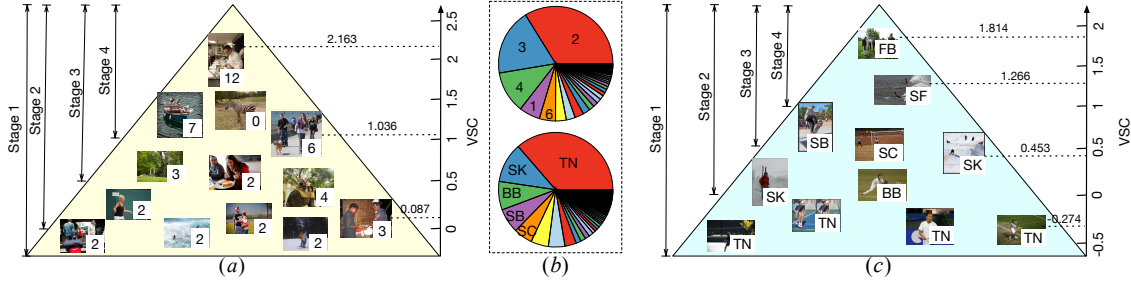 Stage 1
Stage 2
Stage 3
Stage 4
12
7
0
6
3
2
4
2
2
2
2
2
3
2.163
1.036
0.087
2.5
2
1.5
1
0.5
0
VSC
(a)
2
3
4
1
6
TN
SK
BB
SB
SC
(b)
Stage 1
Stage 2
Stage 3
Stage 4
FB
SF
SB
SC
SK
SK
BB
TN
TN
TN
TN
1.814
1.266
0.453
-0.274
2
1.5
1
0.5
0
-0.5
VSC
(c)